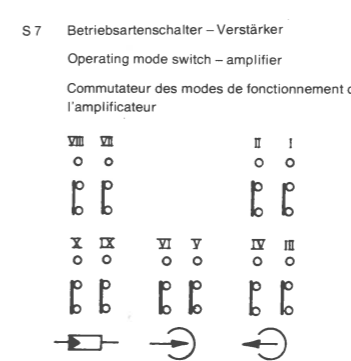 S 7 Betriebsartenschalter – Verstärker
Operating mode switch – amplifier
Commutateur des modes de fonctionnement
l'amplificateur
VIII VII II I
X IX VI V IV III